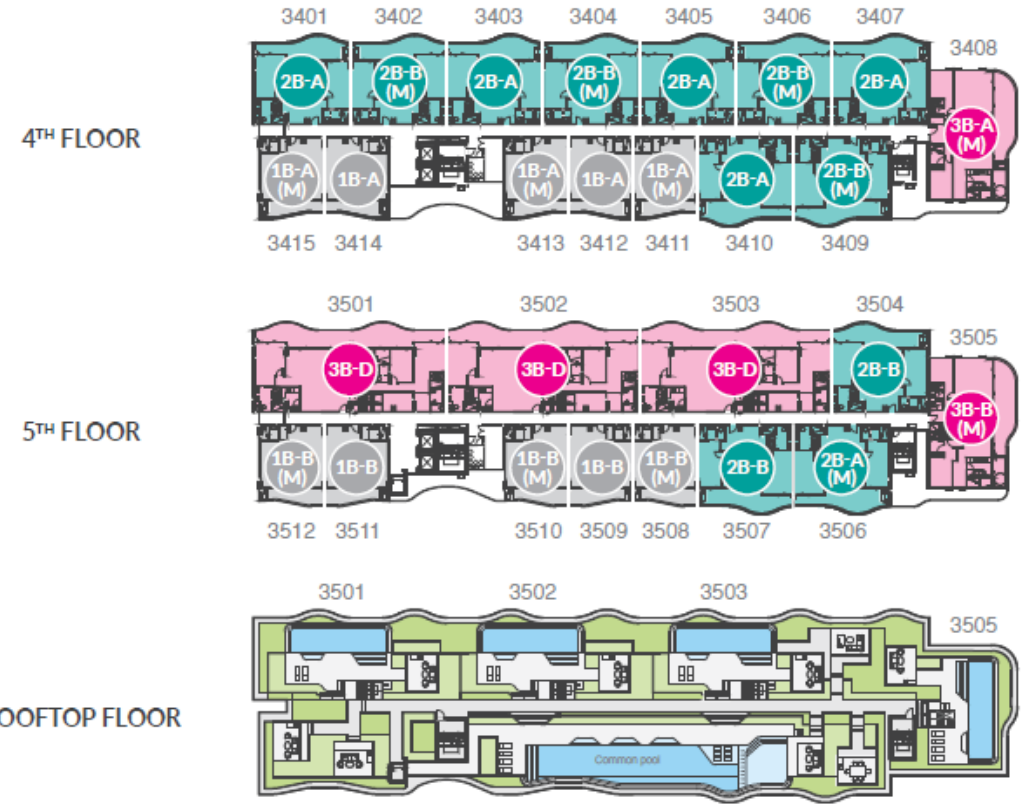 3401 3402 3403 3404 3405 3406 3407
3408
2B-A 2B-B (M) 2B-A 2B-B (M) 2B-A 2B-B (M) 2B-A
3B-A (M)
4TH FLOOR
1B-A (M) 1B-A 1B-A (M) 1B-A 1B-A (M) 2B-A 2B-B (M)
3415 3414 3413 3412 3411 3410 3409
3501 3502 3503 3504
3505
3B-D 3B-D 3B-D 2B-B
3B-B (M)
5TH FLOOR
1B-B (M) 1B-B 1B-B (M) 1B-B 1B-B (M) 2B-B 2B-A (M)
3512 3511 3510 3509 3508 3507 3506
3501 3502 3503
3505
OOFTOP FLOOR
Common pool